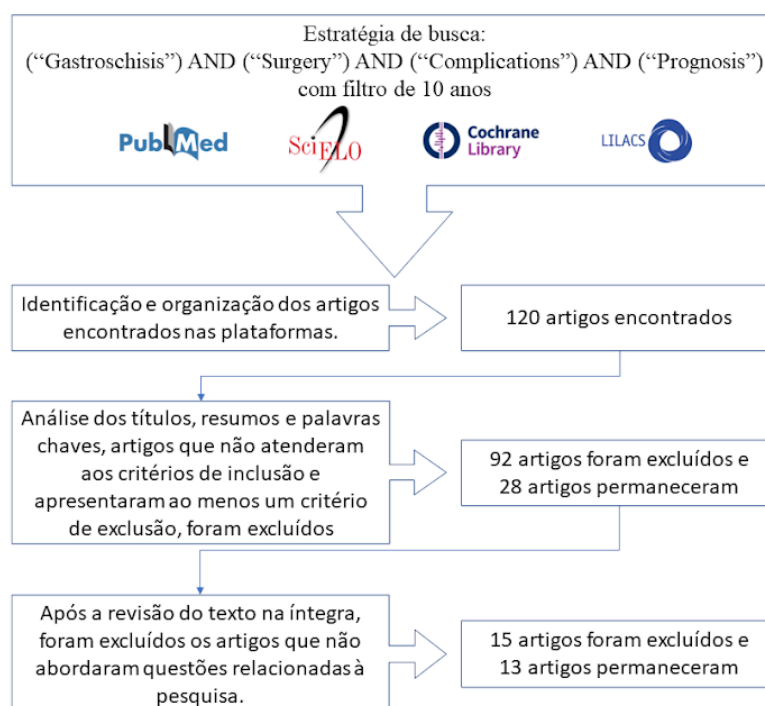 Estratégia de busca:
(“Gastroschisis”) AND (“Surgery”) AND (“Complications”) AND (“Prognosis”)
com filtro de 10 anos
PubMed
SciELO
Cochrane
Library
LILACS
Identificação e organização dos artigos
encontrados nas plataformas.
120 artigos encontrados
Análise dos títulos, resumos e palavras
chaves, artigos que não atenderam
aos critérios de inclusão e
apresentaram ao menos um critério
de exclusão, foram excluídos
92 artigos foram excluídos e
28 artigos permaneceram
Após a revisão do texto na íntegra,
foram excluídos os artigos que não
abordaram questões relacionadas à
pesquisa.
15 artigos foram excluídos e
13 artigos permaneceram